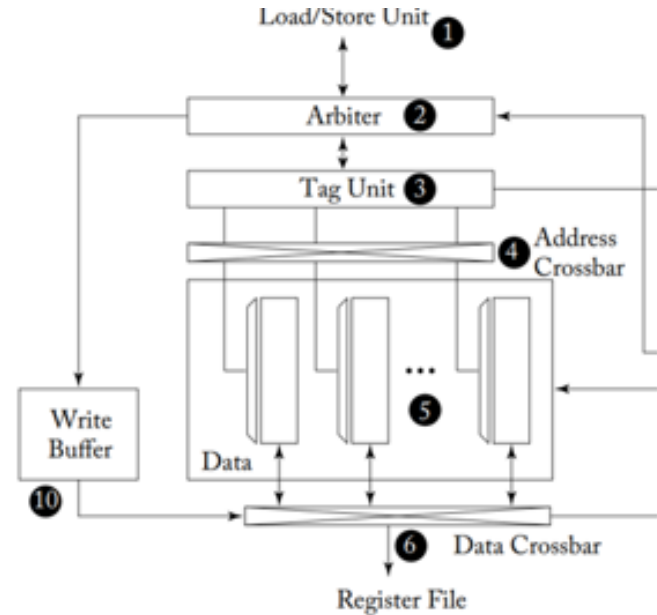 Load/Store Unit 1
Arbiter 2
Tag Unit 3
4 Address
Crossbar
...
5
Write
Buffer
Data
10
6 Data Crossbar
Register File